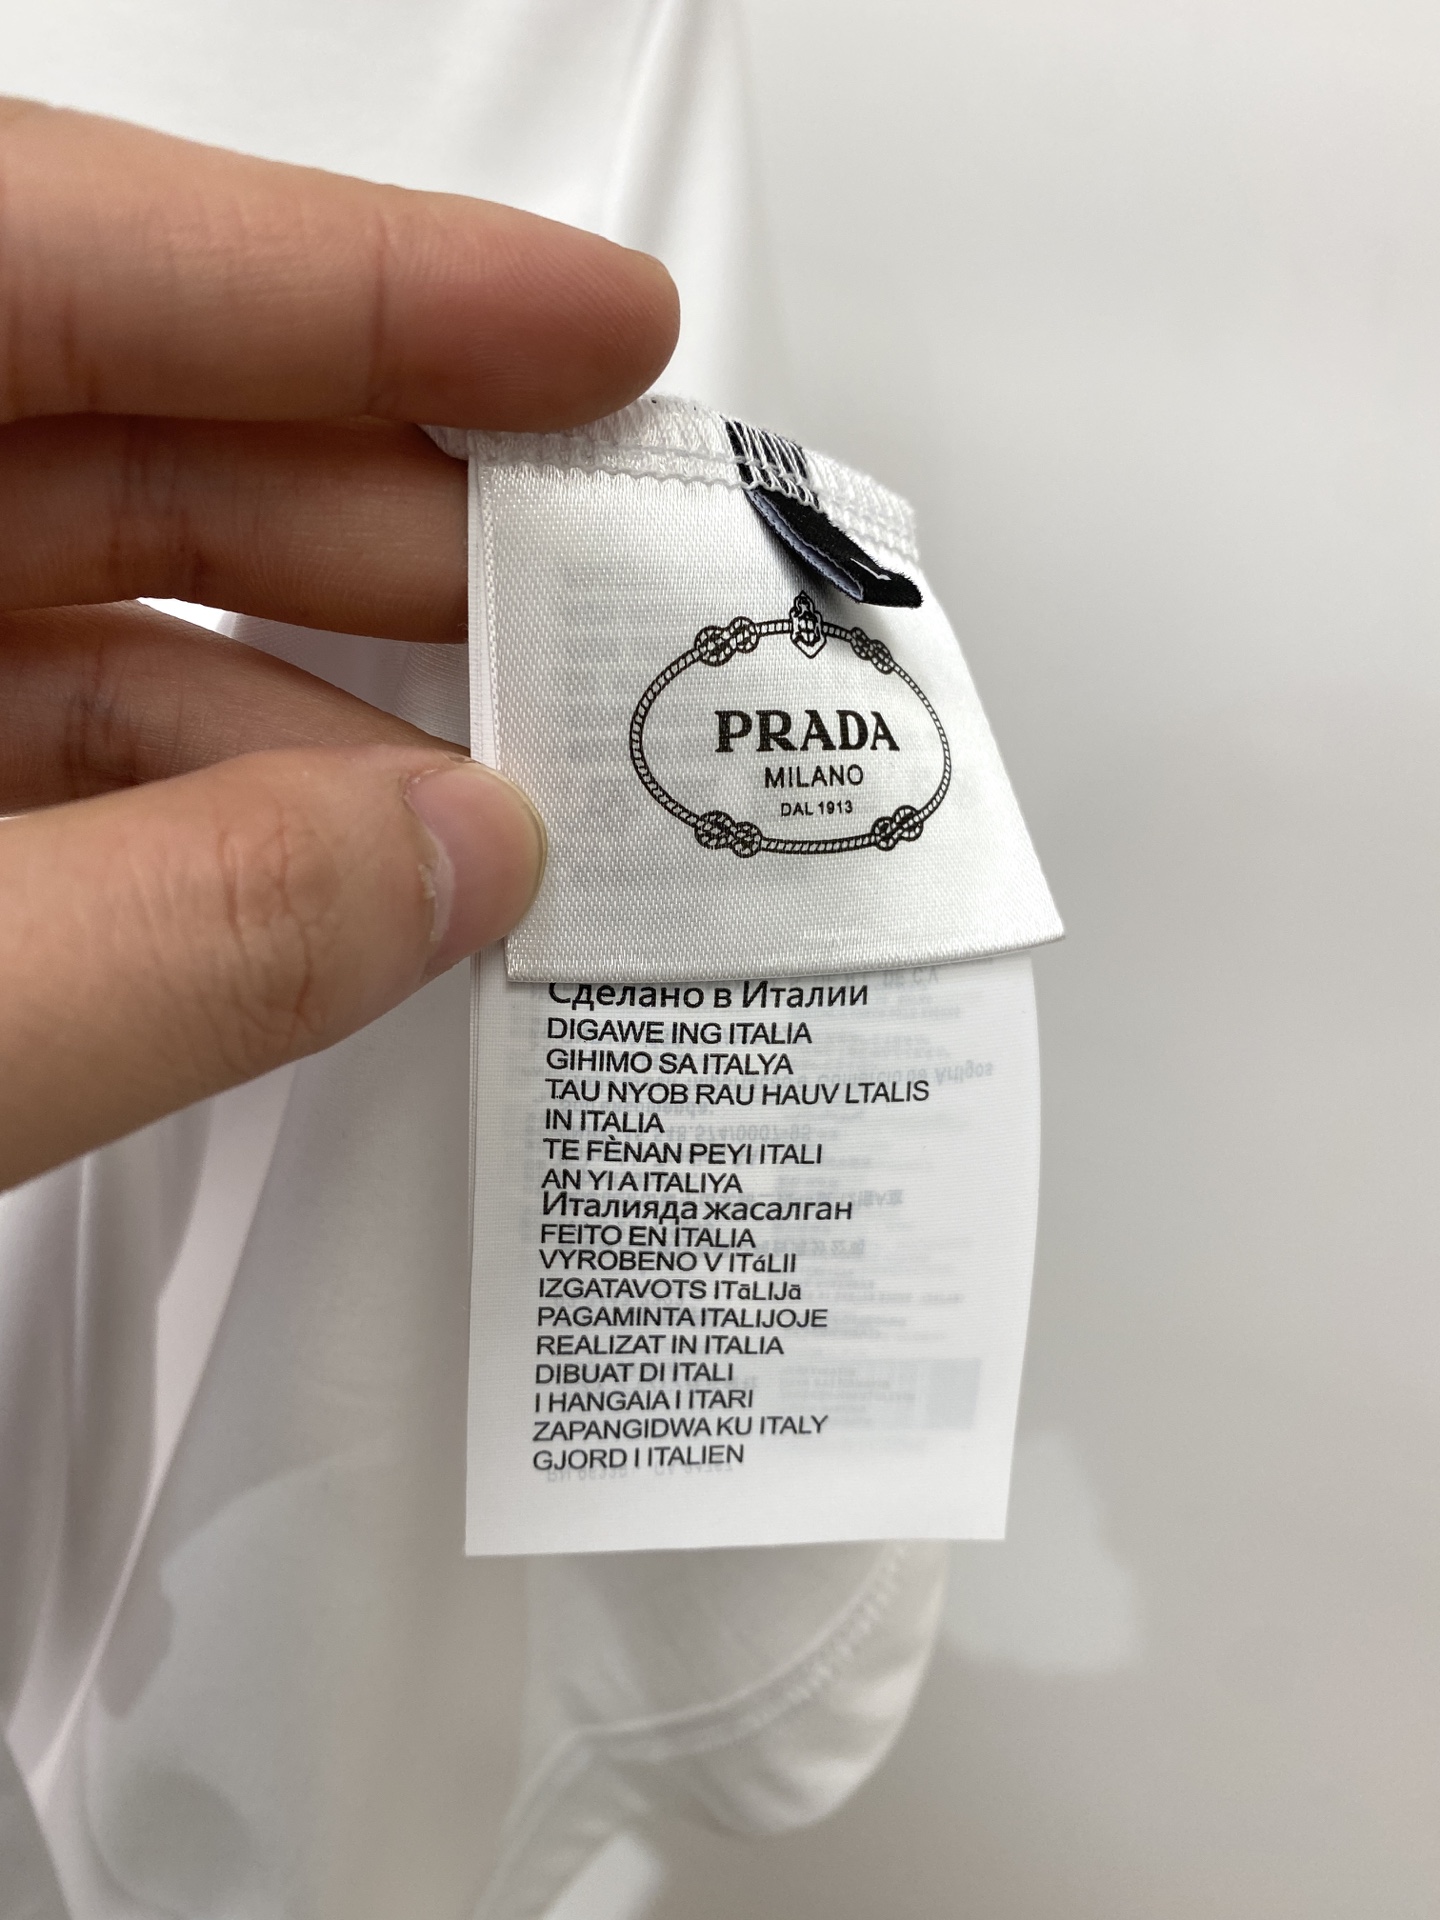 PRADA
MILANO
DAL 1913
Сделано в Италии
DIGAWE ING ITALIA
GIHIMO SA ITALYA
TAU NYOB RAU HAUV LTALIS
IN ITALIA
TE FÈNAN PEYI ITALI
AN YI A ITALIYA
Италияда жасалган
FEITO EN ITALIA
VYROBENO V ITáLII
IZGATAVOTS ITāLIJā
PAGAMINTA ITALIJOJE
REALIZAT IN ITALIA
DIBUAT DI ITALI
I HANGAIA I ITARI
ZAPANGIDWA KU ITALY
GJORD I ITALIEN